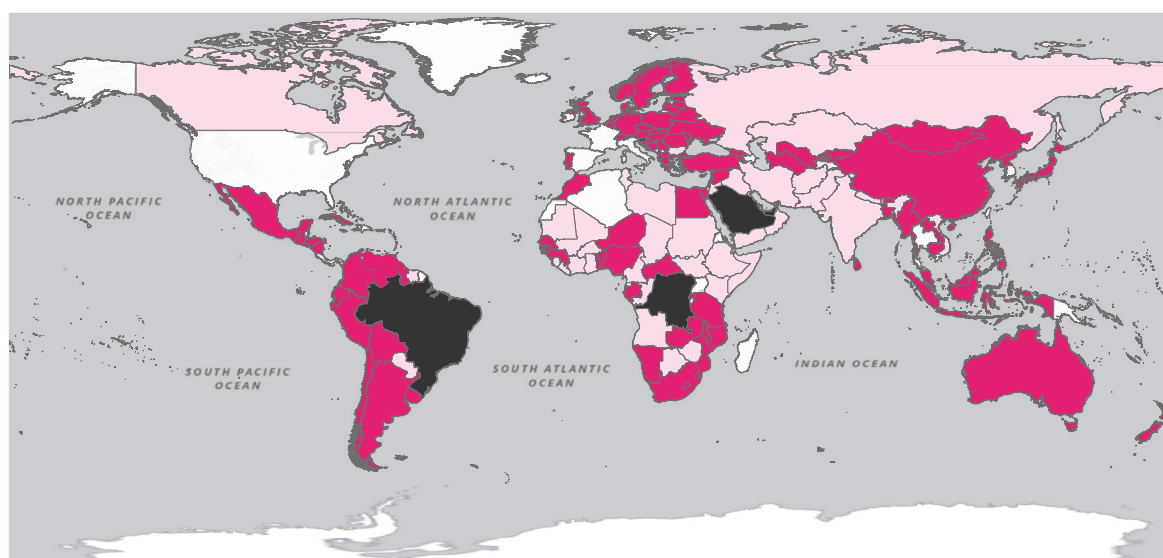 NORTH PACIFIC
OCEAN
NORTH ATLANTIC
OCEAN
SOUTH PACIFIC
OCEAN
SOUTH ATLANTIC
OCEAN
INDIAN OCEAN